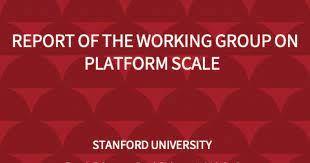 REPORT OF THE WORKING GROUP ON
PLATFORM SCALE
STANFORD UNIVERSITY